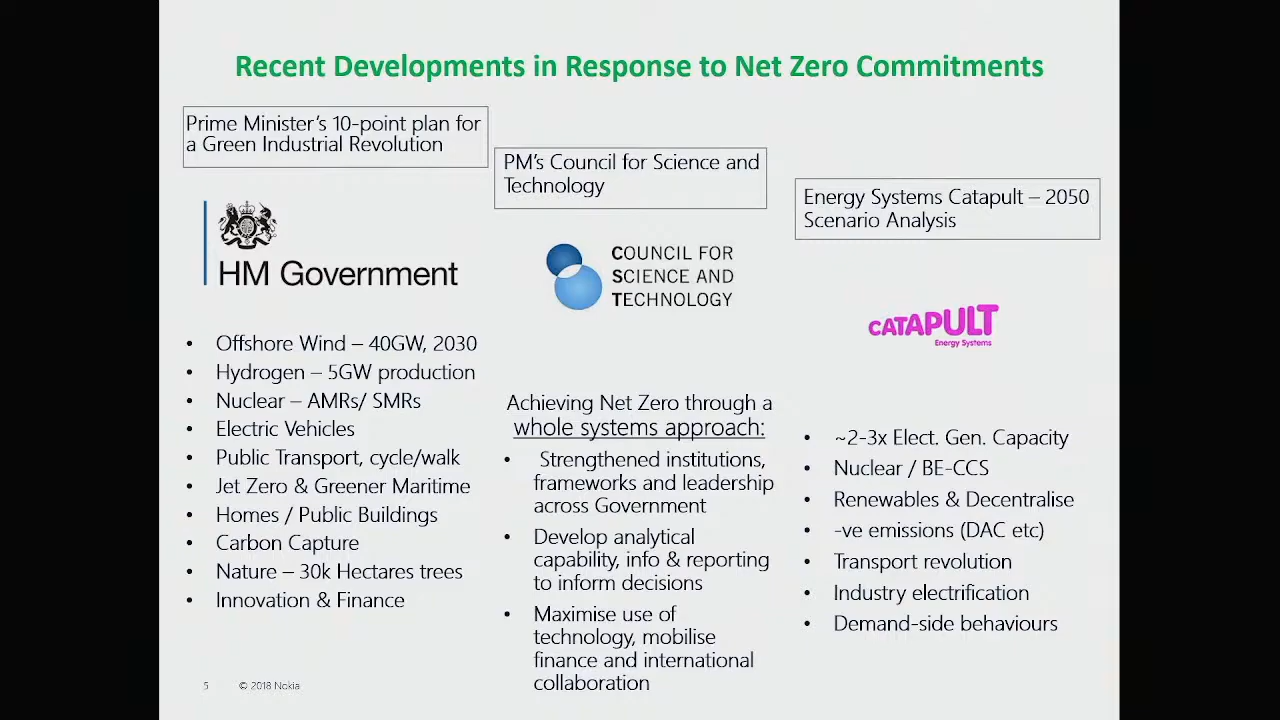 Recent Developments in Response to Net Zero Commitments
Prime Minister's 10-point plan for
a Green Industrial Revolution
HM Government
• Offshore Wind – 40GW, 2030
• Hydrogen – 5GW production
• Nuclear – AMRs/ SMRs
• Electric Vehicles
• Public Transport, cycle/walk
• Jet Zero & Greener Maritime
• Homes / Public Buildings
• Carbon Capture
• Nature – 30k Hectares trees
• Innovation & Finance
PM's Council for Science and
Technology
COUNCIL FOR
SCIENCE AND
TECHNOLOGY
Achieving Net Zero through a
whole systems approach:
• Strengthened institutions,
frameworks and leadership
across Government
• Develop analytical
capability, info & reporting
to inform decisions
• Maximise use of
technology, mobilise
finance and international
collaboration
Energy Systems Catapult – 2050
Scenario Analysis
CATAPULT
Energy Systems
• ~2-3x Elect. Gen. Capacity
• Nuclear / BE-CCS
• Renewables & Decentralise
• -ve emissions (DAC etc)
• Transport revolution
• Industry electrification
• Demand-side behaviours
5 © 2018 Nokia